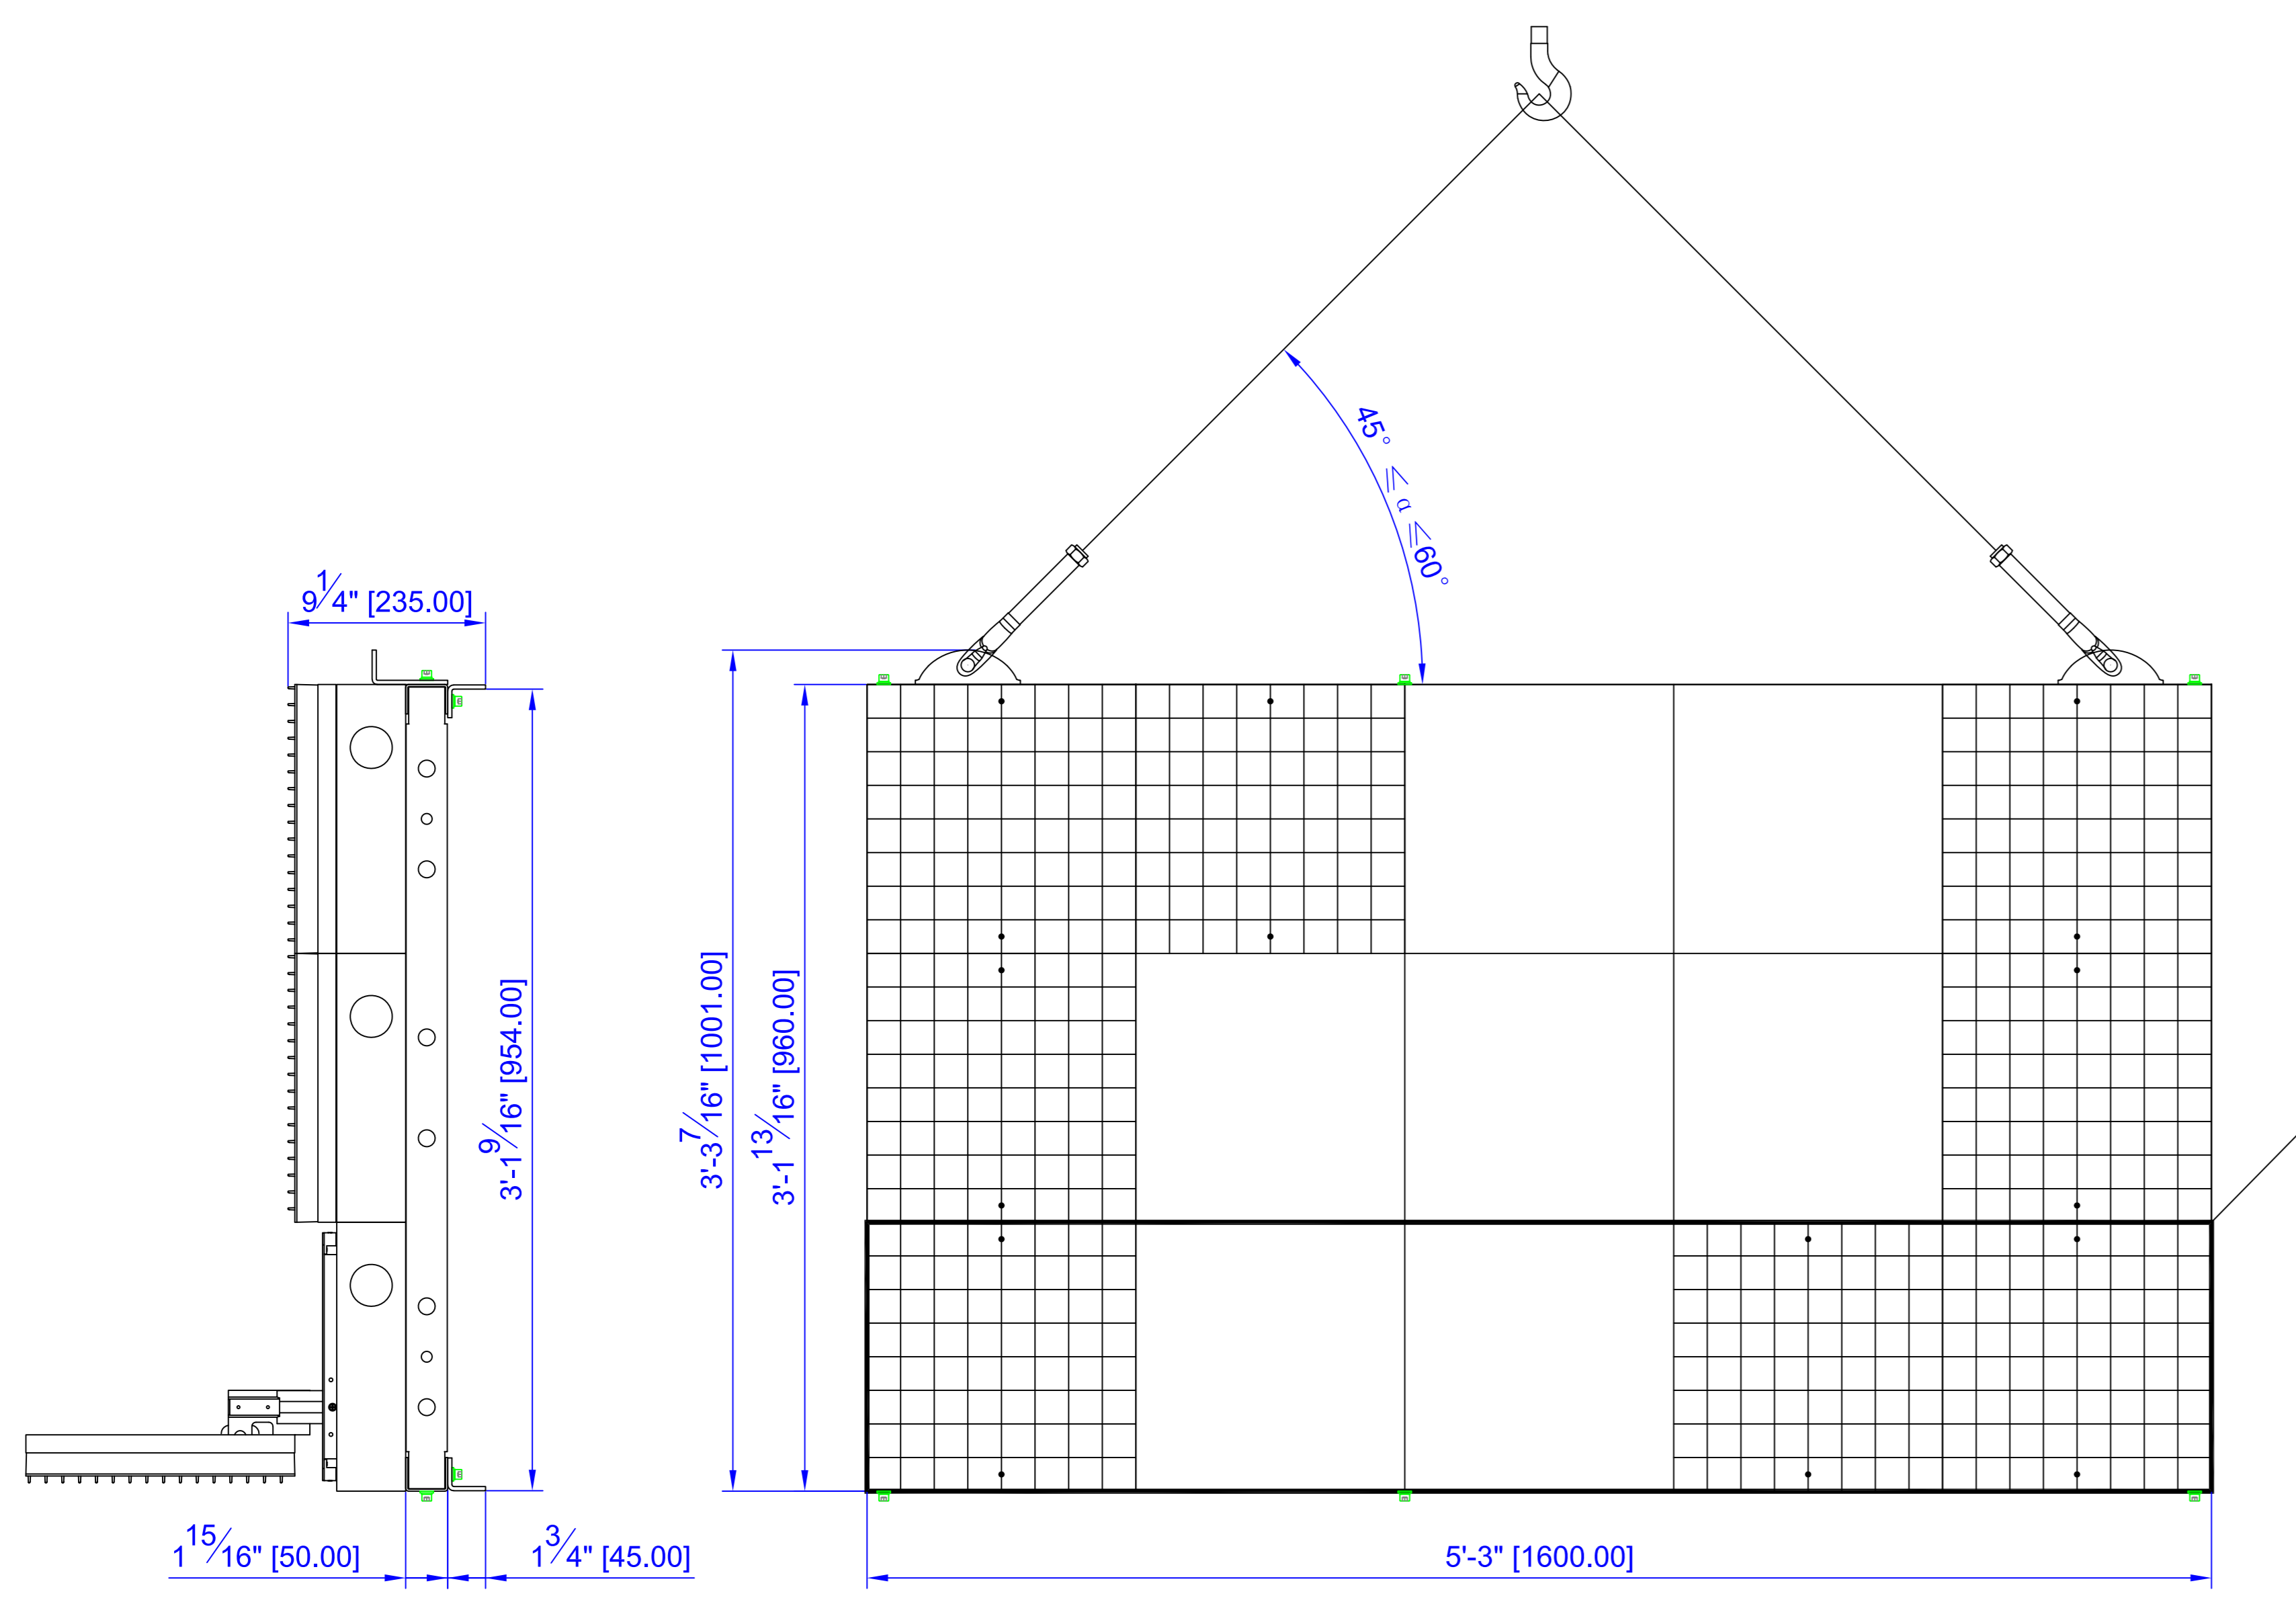 45° ≤ α ≤60°
9 1/4" [235.00]
3'-1 9/16" [954.00]
3'-3 7/16" [1001.00]
3'-1 13/16" [960.00]
1 15/16" [50.00]
1 3/4" [45.00]
5'-3" [1600.00]